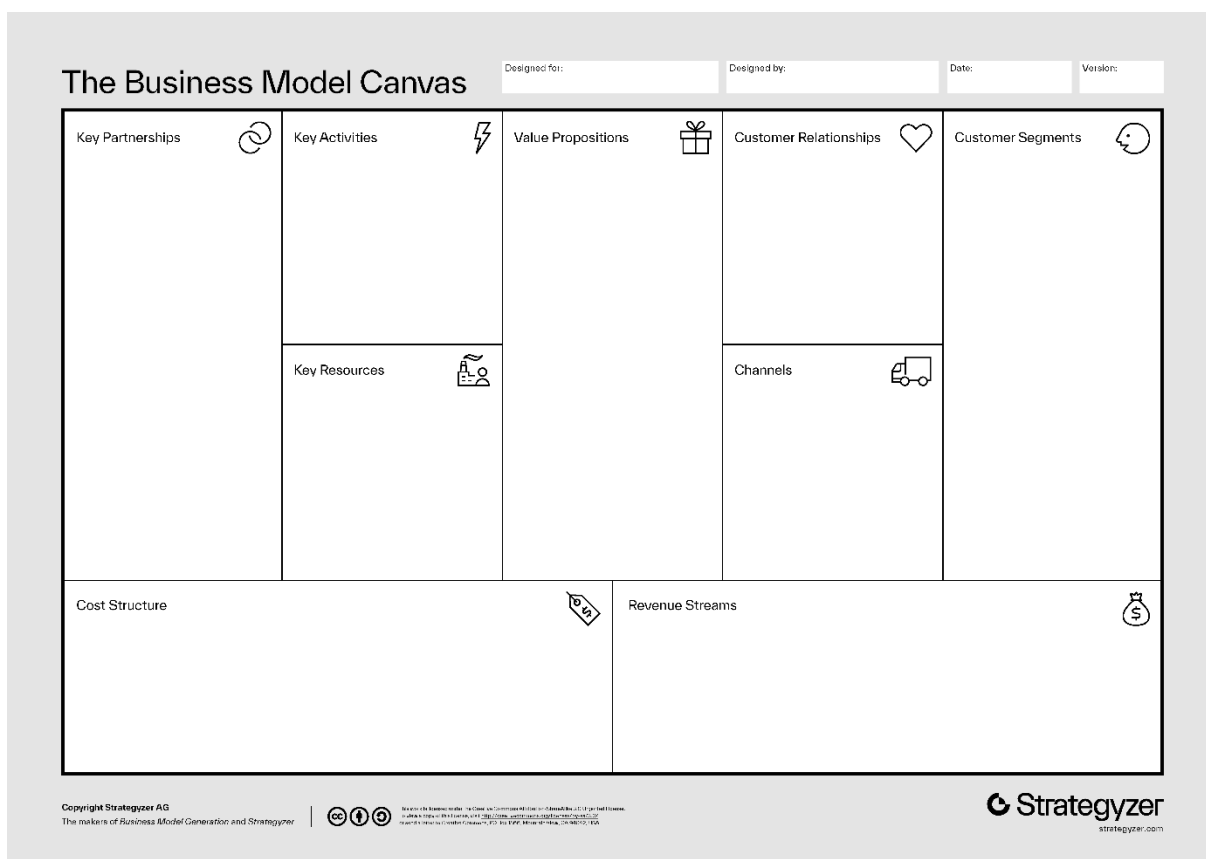 The Business Model Canvas
Designed for:
Designed by:
Date:
Version:
Key Partnerships
Key Activities
Value Propositions
Customer Relationships
Customer Segments
Key Resources
Channels
Cost Structure
Revenue Streams
Copyright Strategyzer AG
The makers of Business Model Generation and Strategyzer
Strategyzer
strategyzer.com